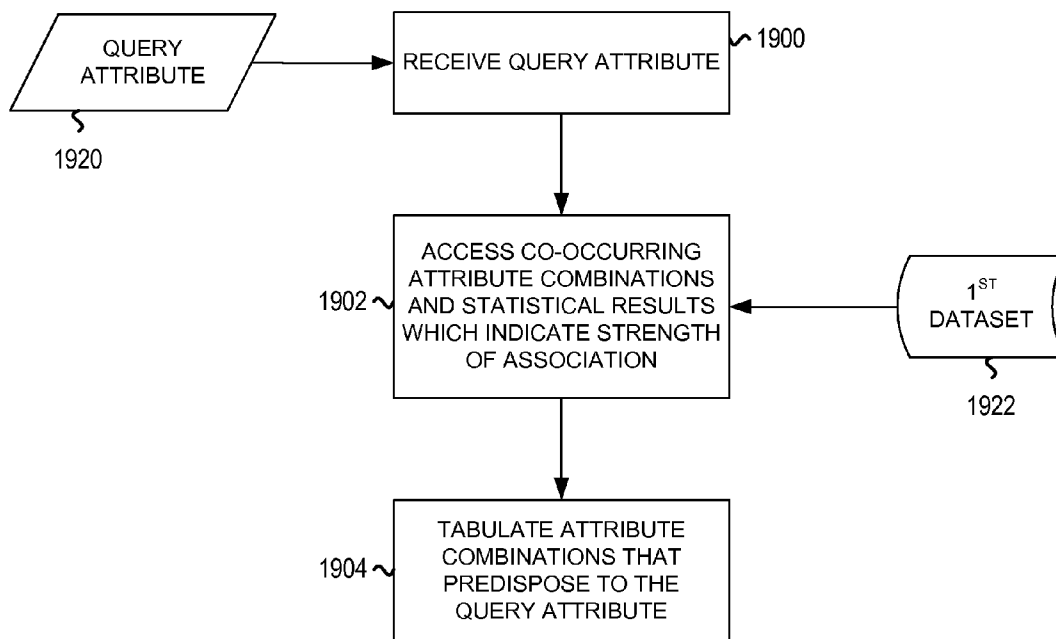 QUERY
ATTRIBUTE
1920
RECEIVE QUERY ATTRIBUTE
1900
ACCESS CO-OCCURRING
ATTRIBUTE COMBINATIONS
AND STATISTICAL RESULTS
WHICH INDICATE STRENGTH
OF ASSOCIATION
1902
1ST
DATASET
1922
TABULATE ATTRIBUTE
COMBINATIONS THAT
PREDISPOSE TO THE
QUERY ATTRIBUTE
1904